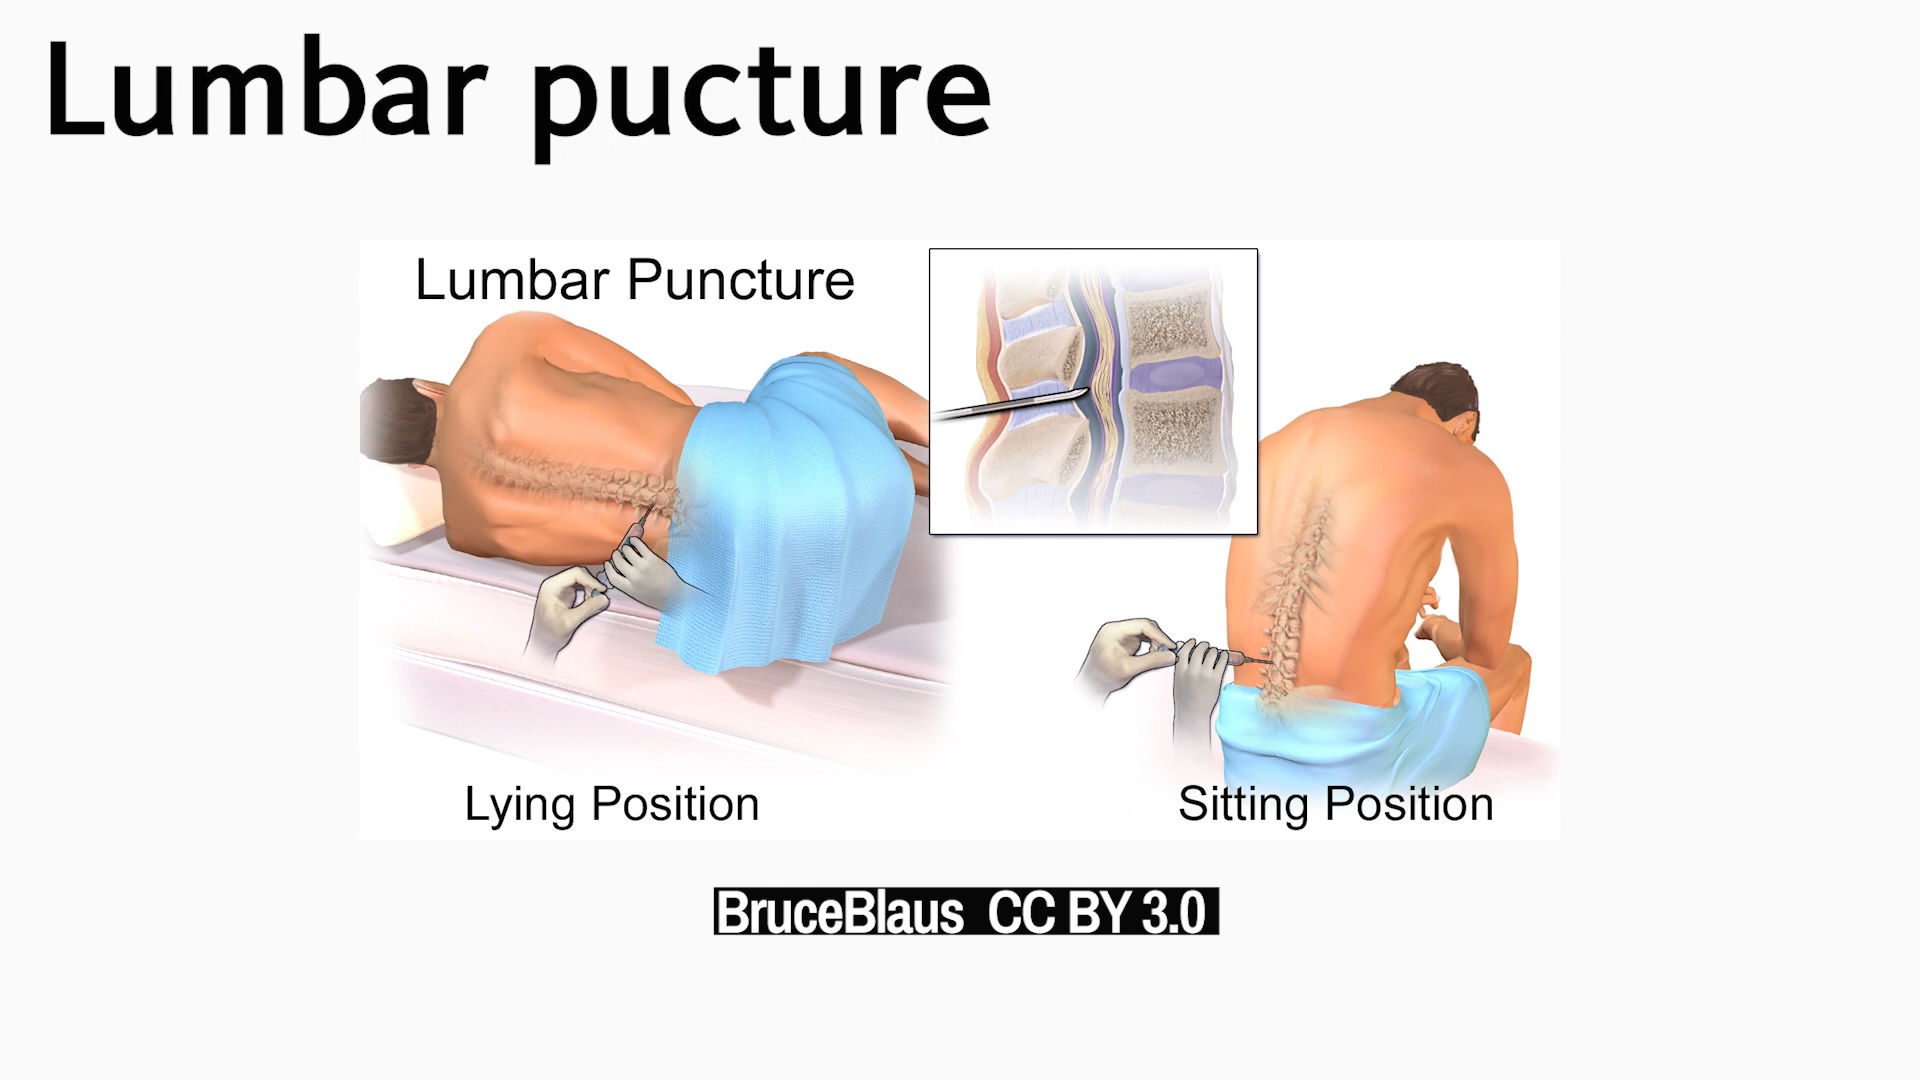 Lumbar pucture
Lumbar Puncture
Lying Position
Sitting Position
BruceBlaus CC BY 3.0